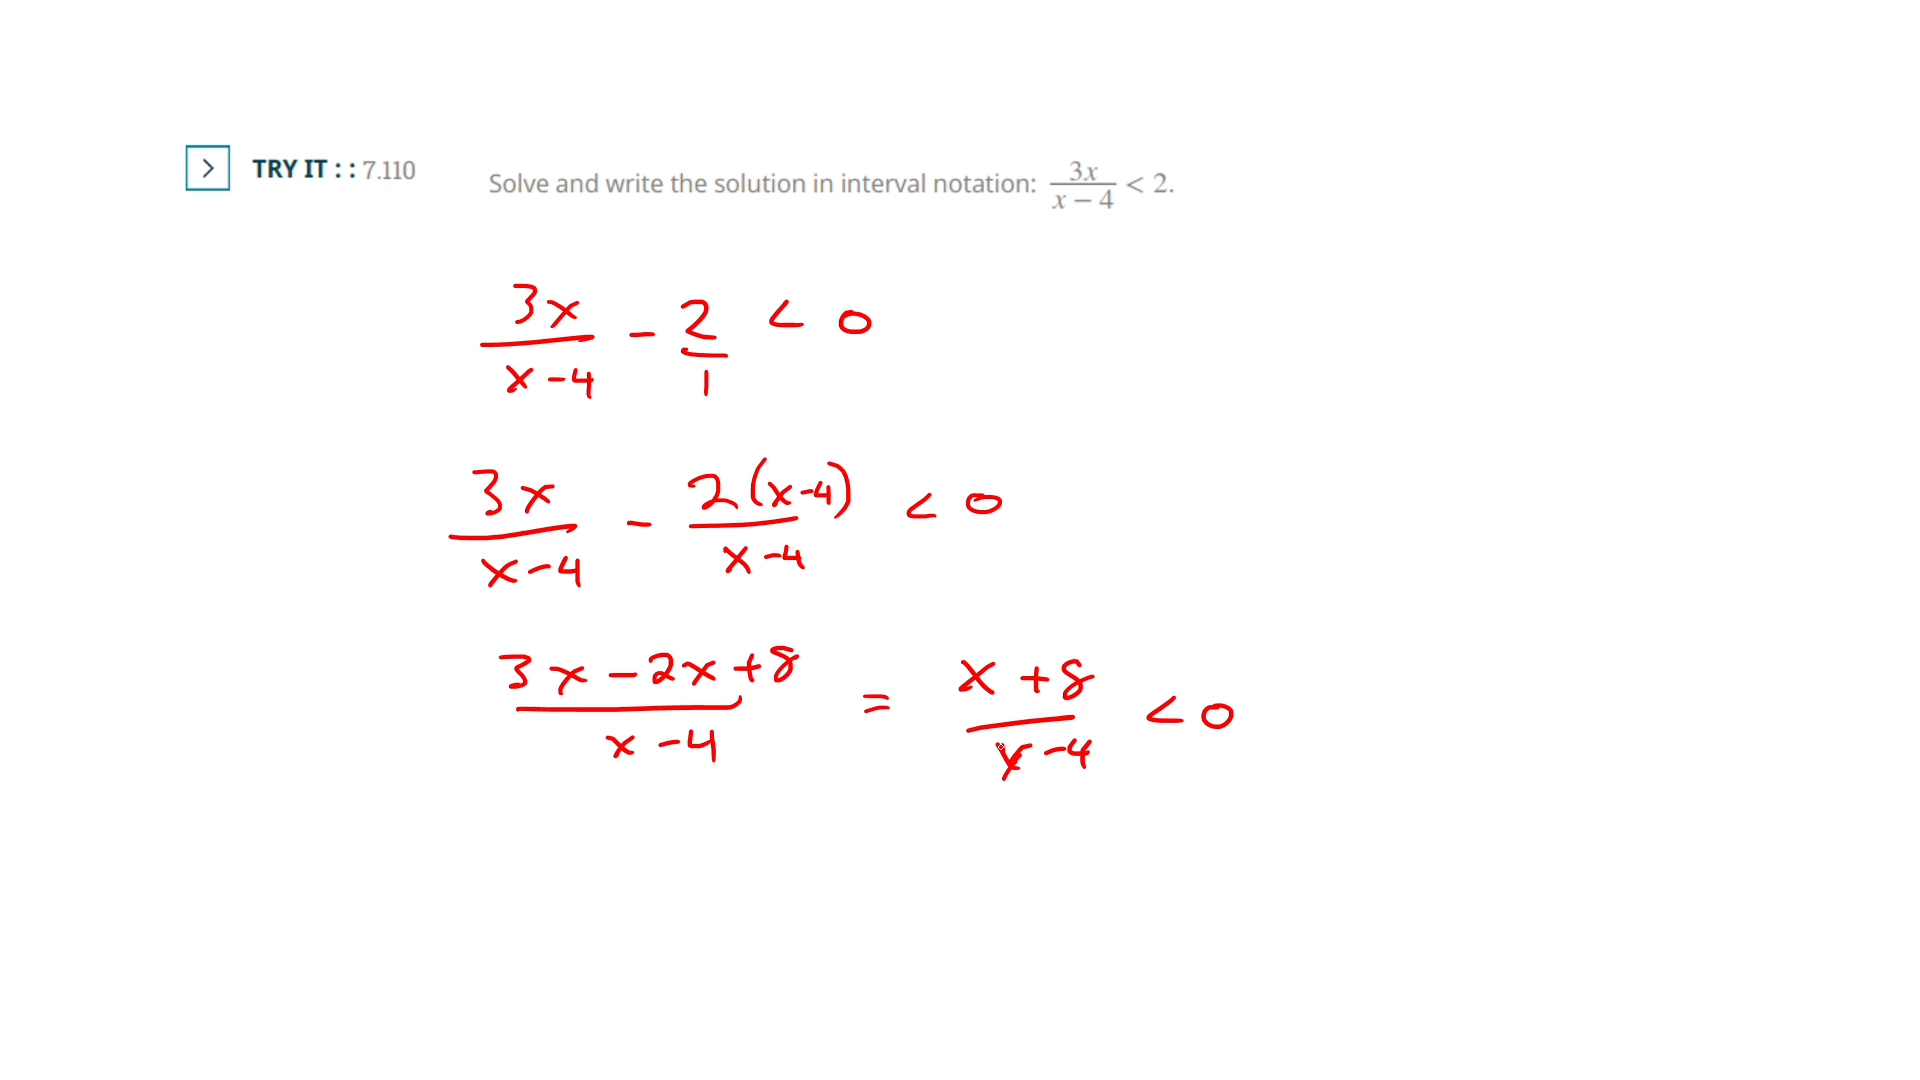 > TRY IT : : 7.110 Solve and write the solution in interval notation: 3x / (x − 4) < 2.
3x / (x-4) - 2/1 < 0
3x / (x-4) - 2(x-4) / (x-4) < 0
(3x-2x+8) / (x-4) = (x+8) / (x-4) < 0